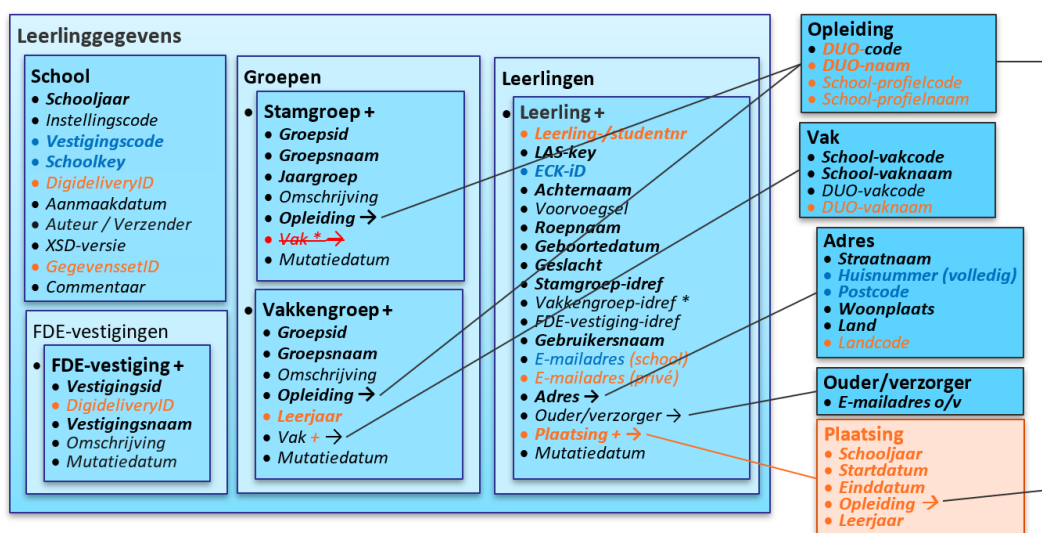 Leerlinggegevens
School
● Schooljaar
● Instellingscode
● Vestigingscode
● Schoolkey
● DigideliveryID
● Aanmaakdatum
● Auteur / Verzender
● XSD-versie
● GegevenssetID
● Commentaar
FDE-vestigingen
● FDE-vestiging +
● Vestigingsid
● DigideliveryID
● Vestigingsnaam
● Omschrijving
● Mutatiedatum
Groepen
● Stamgroep +
● Groepsid
● Groepsnaam
● Jaargroep
● Omschrijving
● Opleiding →
● Vak * →
● Mutatiedatum
● Vakkengroep +
● Groepsid
● Groepsnaam
● Omschrijving
● Opleiding →
● Leerjaar
● Vak + →
● Mutatiedatum
Leerlingen
● Leerling +
● Leerling-/studentnr
● LAS-key
● ECK-iD
● Achternaam
● Voorvoegsel
● Roepnaam
● Geboortedatum
● Geslacht
● Stamgroep-idref
● Vakkengroep-idref *
● FDE-vestiging-idref
● Gebruikersnaam
● E-mailadres (school)
● E-mailadres (privé)
● Adres →
● Ouder/verzorger →
● Plaatsing + →
● Mutatiedatum
Opleiding
● DUO-code
● DUO-naam
● School-profielcode
● School-profielnaam
Vak
● School-vakcode
● School-vaknaam
● DUO-vakcode
● DUO-vaknaam
Adres
● Straatnaam
● Huisnummer (volledig)
● Postcode
● Woonplaats
● Land
● Landcode
Ouder/verzorger
● E-mailadres o/v
Plaatsing
● Schooljaar
● Startdatum
● Einddatum
● Opleiding →
● Leerjaar